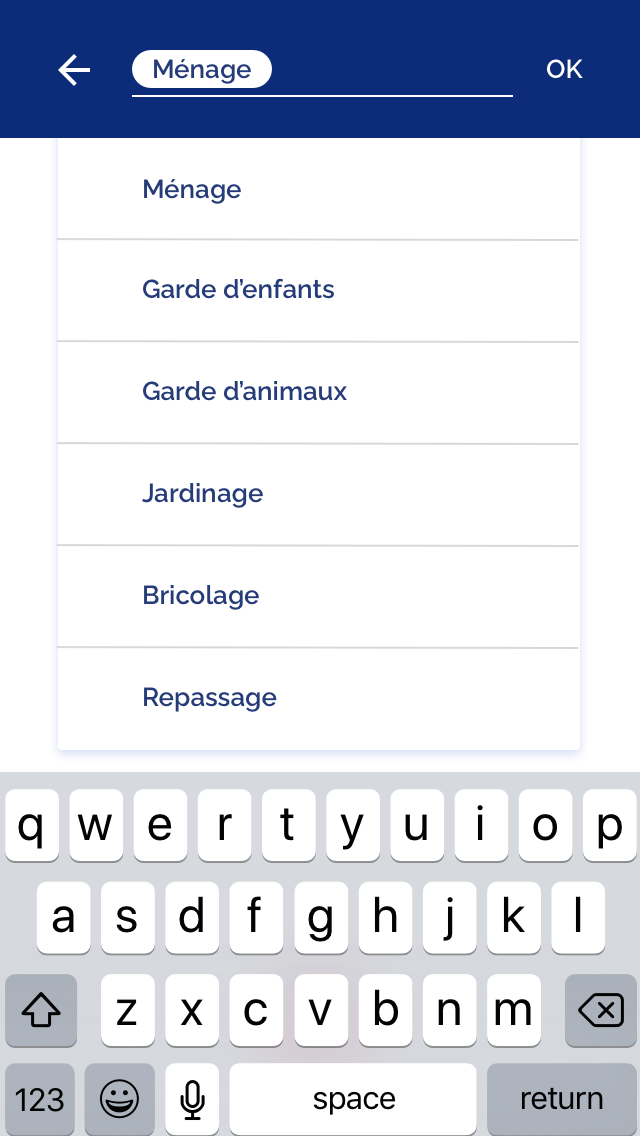 Ménage OK
Ménage
Garde d’enfants
Garde d’animaux
Jardinage
Bricolage
Repassage
q w e r t y u i o p
a s d f g h j k l
z x c v b n m
123 space return